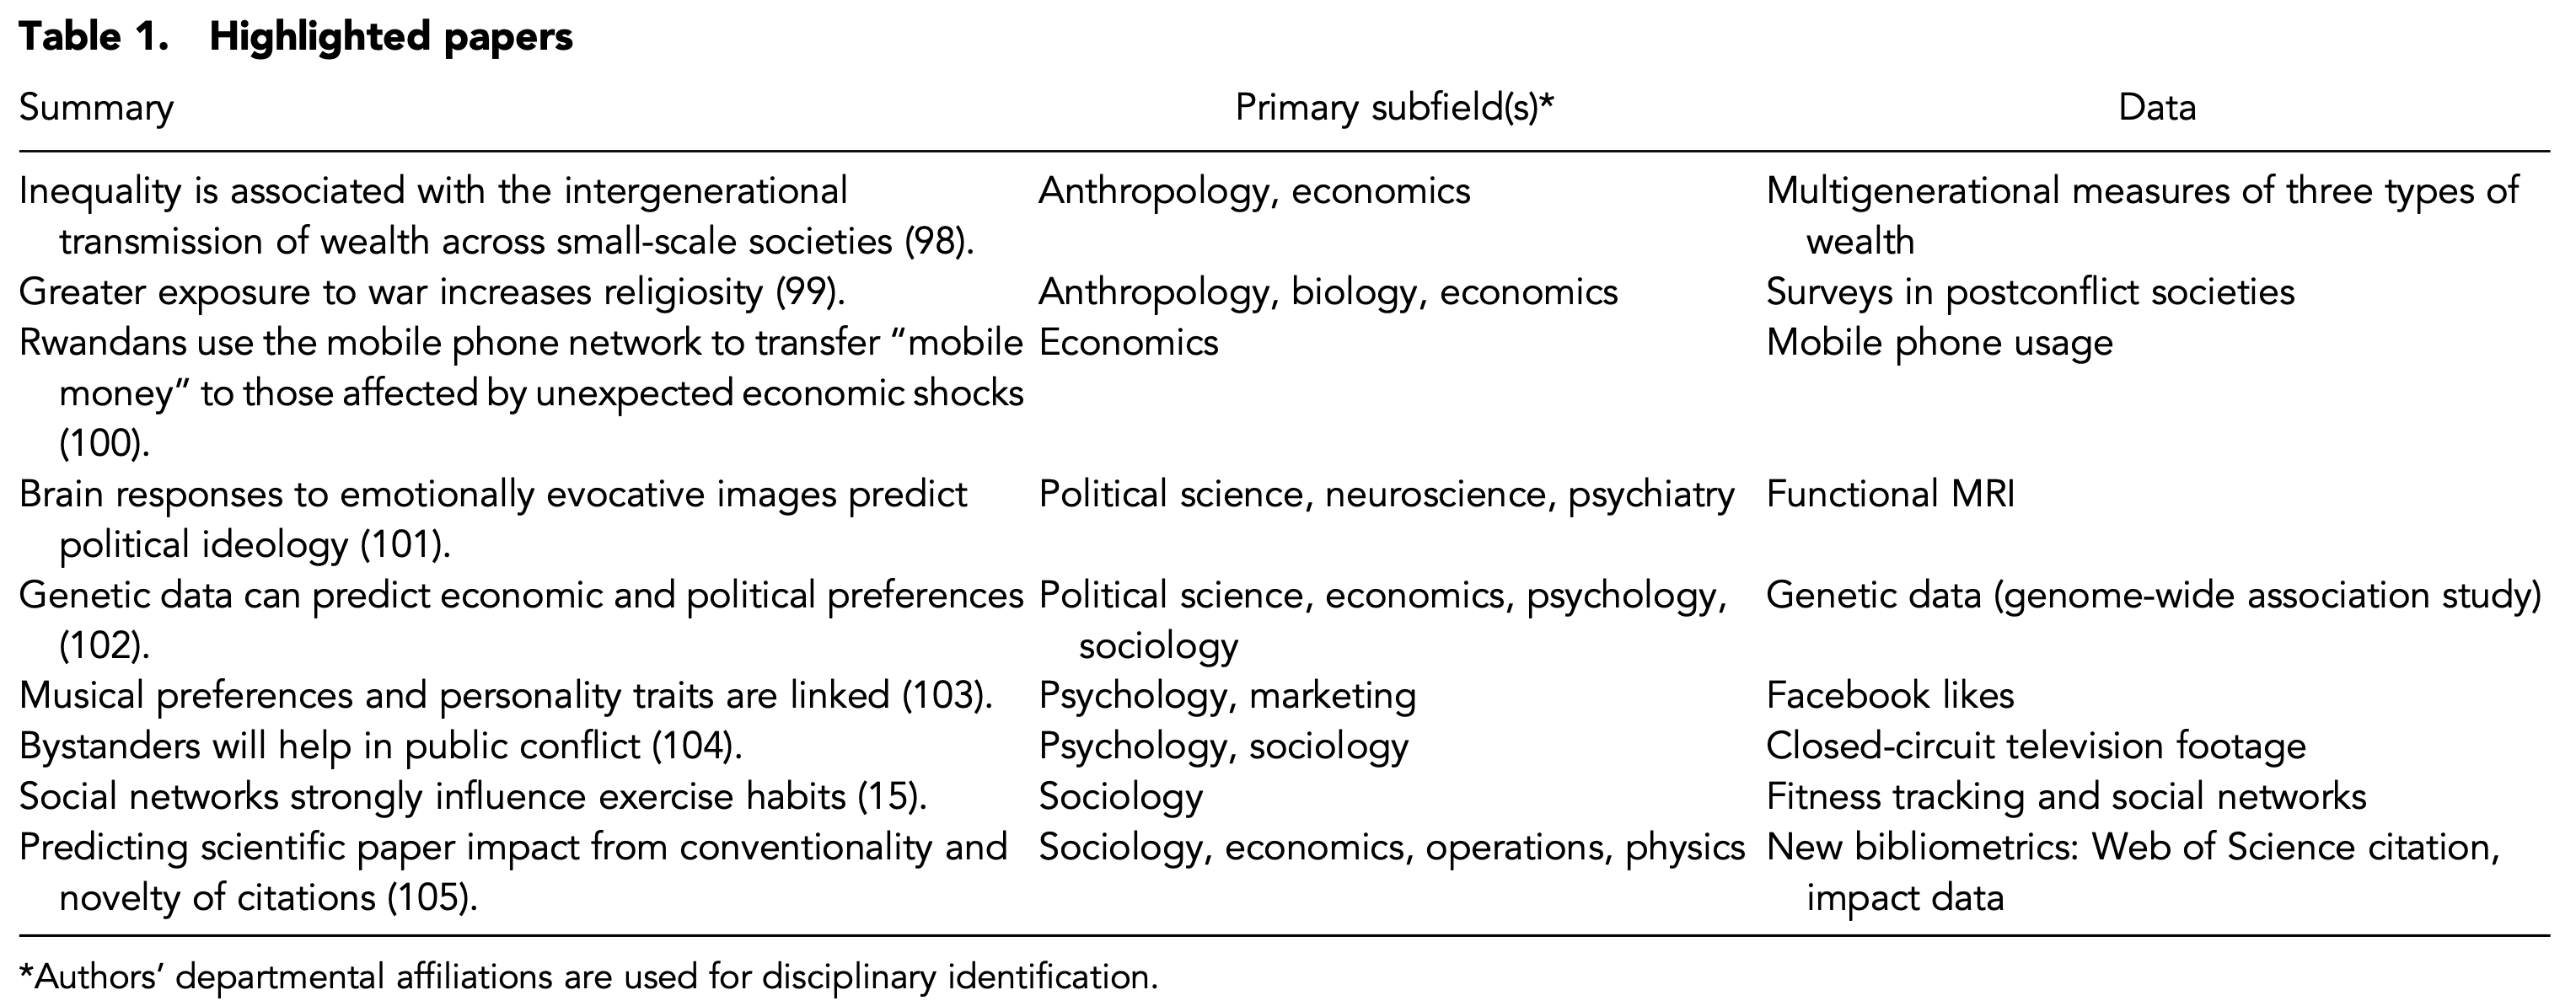 Table 1. Highlighted papers
Summary Primary subfield(s)* Data
Inequality is associated with the intergenerational Anthropology, economics Multigenerational measures of three types of
transmission of wealth across small-scale societies (98). wealth
Greater exposure to war increases religiosity (99). Anthropology, biology, economics Surveys in postconflict societies
Rwandans use the mobile phone network to transfer “mobile Economics Mobile phone usage
money” to those affected by unexpected economic shocks
(100).
Brain responses to emotionally evocative images predict Political science, neuroscience, psychiatry Functional MRI
political ideology (101).
Genetic data can predict economic and political preferences Political science, economics, psychology, Genetic data (genome-wide association study)
(102). sociology
Musical preferences and personality traits are linked (103). Psychology, marketing Facebook likes
Bystanders will help in public conflict (104). Psychology, sociology Closed-circuit television footage
Social networks strongly influence exercise habits (15). Sociology Fitness tracking and social networks
Predicting scientific paper impact from conventionality and Sociology, economics, operations, physics New bibliometrics: Web of Science citation,
novelty of citations (105). impact data
*Authors’ departmental affiliations are used for disciplinary identification.